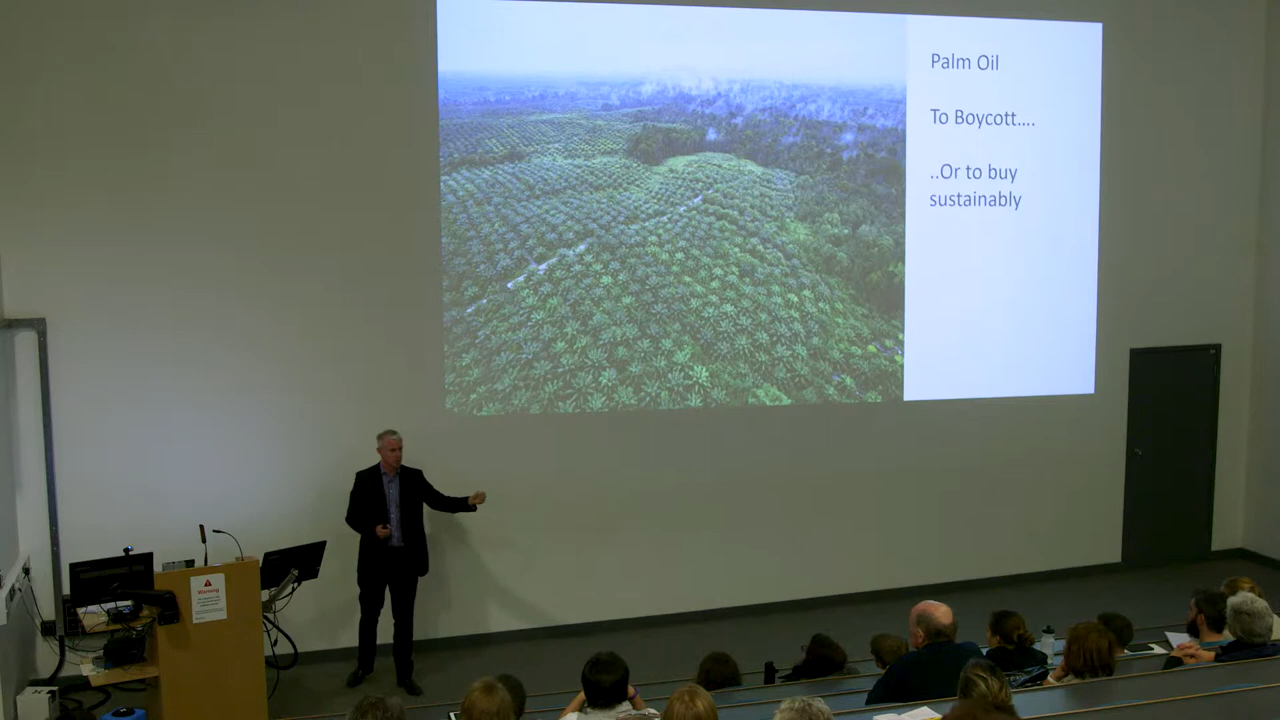 Palm Oil
To Boycott....
..Or to buy
sustainably
Warning